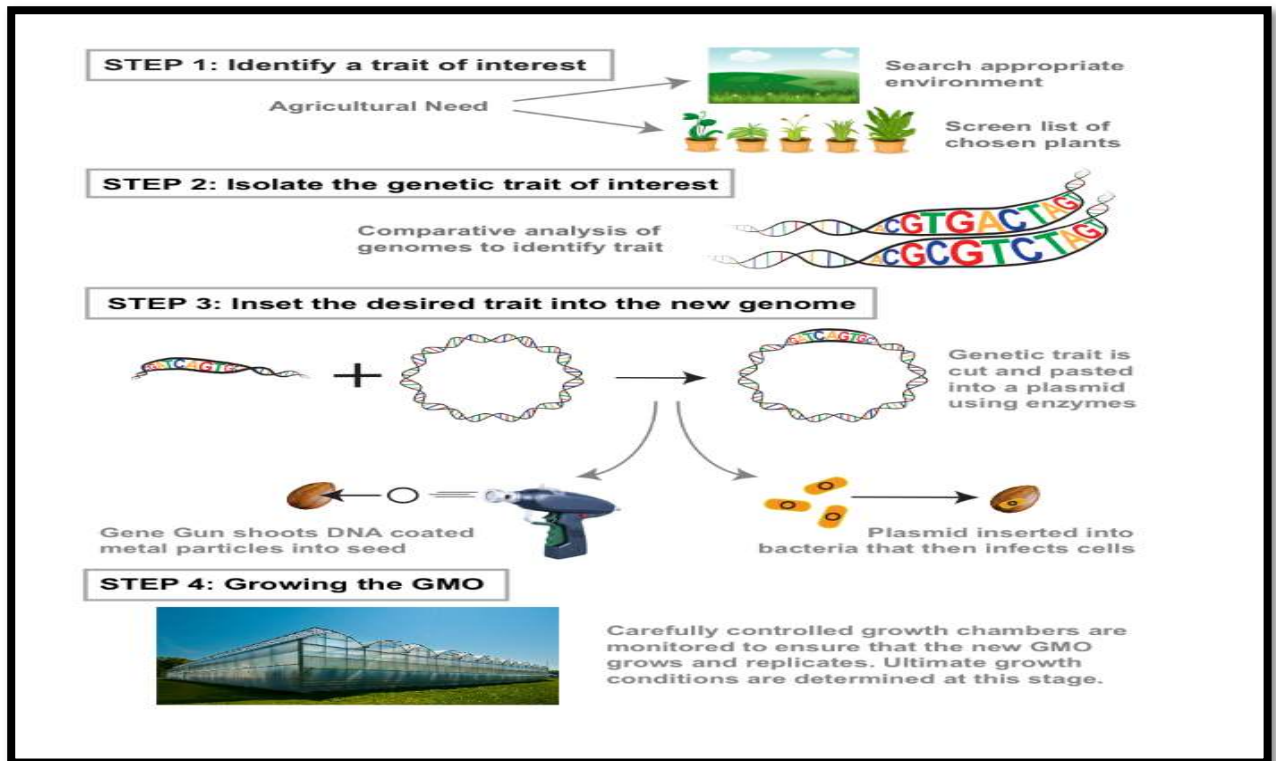 STEP 1: Identify a trait of interest
Agricultural Need
Search appropriate
environment
Screen list of
chosen plants
STEP 2: Isolate the genetic trait of interest
Comparative analysis of
genomes to identify trait
ACGTGACTAGT
ACGCGTCTAGT
STEP 3: Inset the desired trait into the new genome
GATCAGTG
+
GATCAGTGC
Genetic trait is
cut and pasted
into a plasmid
using enzymes
Gene Gun shoots DNA coated
metal particles into seed
Plasmid inserted into
bacteria that then infects cells
STEP 4: Growing the GMO
Carefully controlled growth chambers are
monitored to ensure that the new GMO
grows and replicates. Ultimate growth
conditions are determined at this stage.